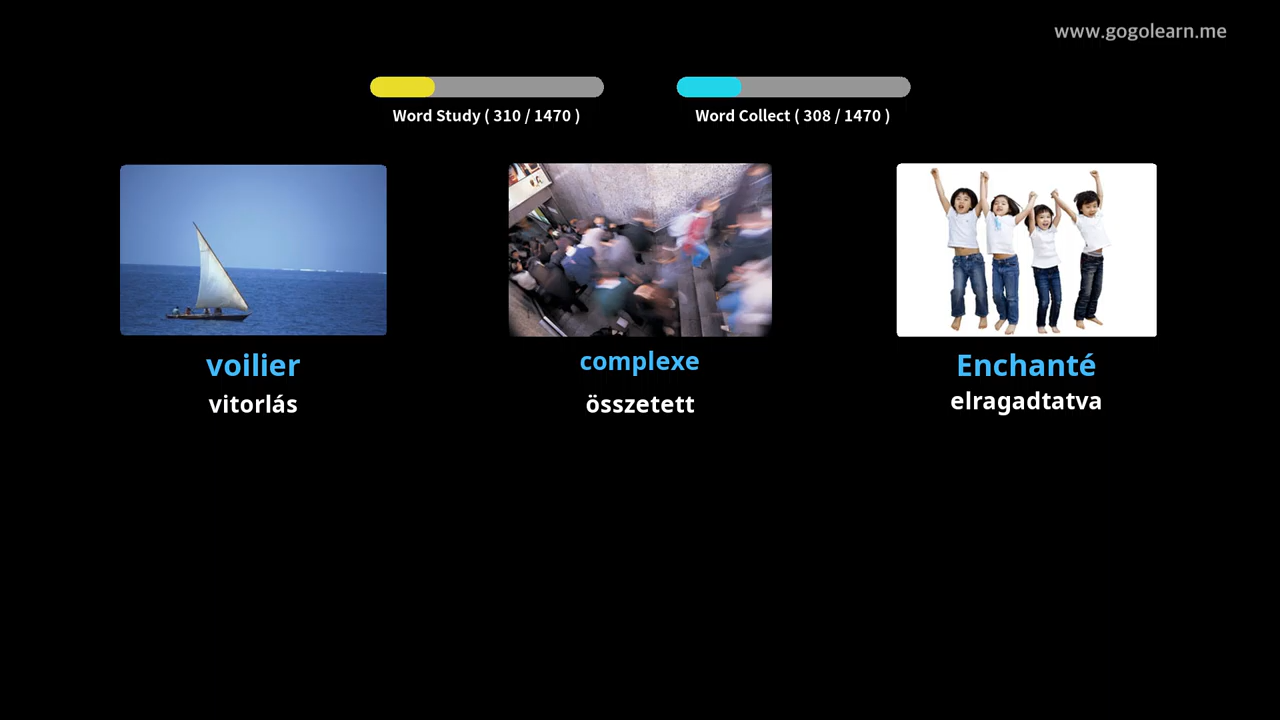 www.gogolearn.me
Word Study ( 310 / 1470 )
Word Collect ( 308 / 1470 )
voilier
vitorlás
complexe
összetett
Enchanté
elragadtatva